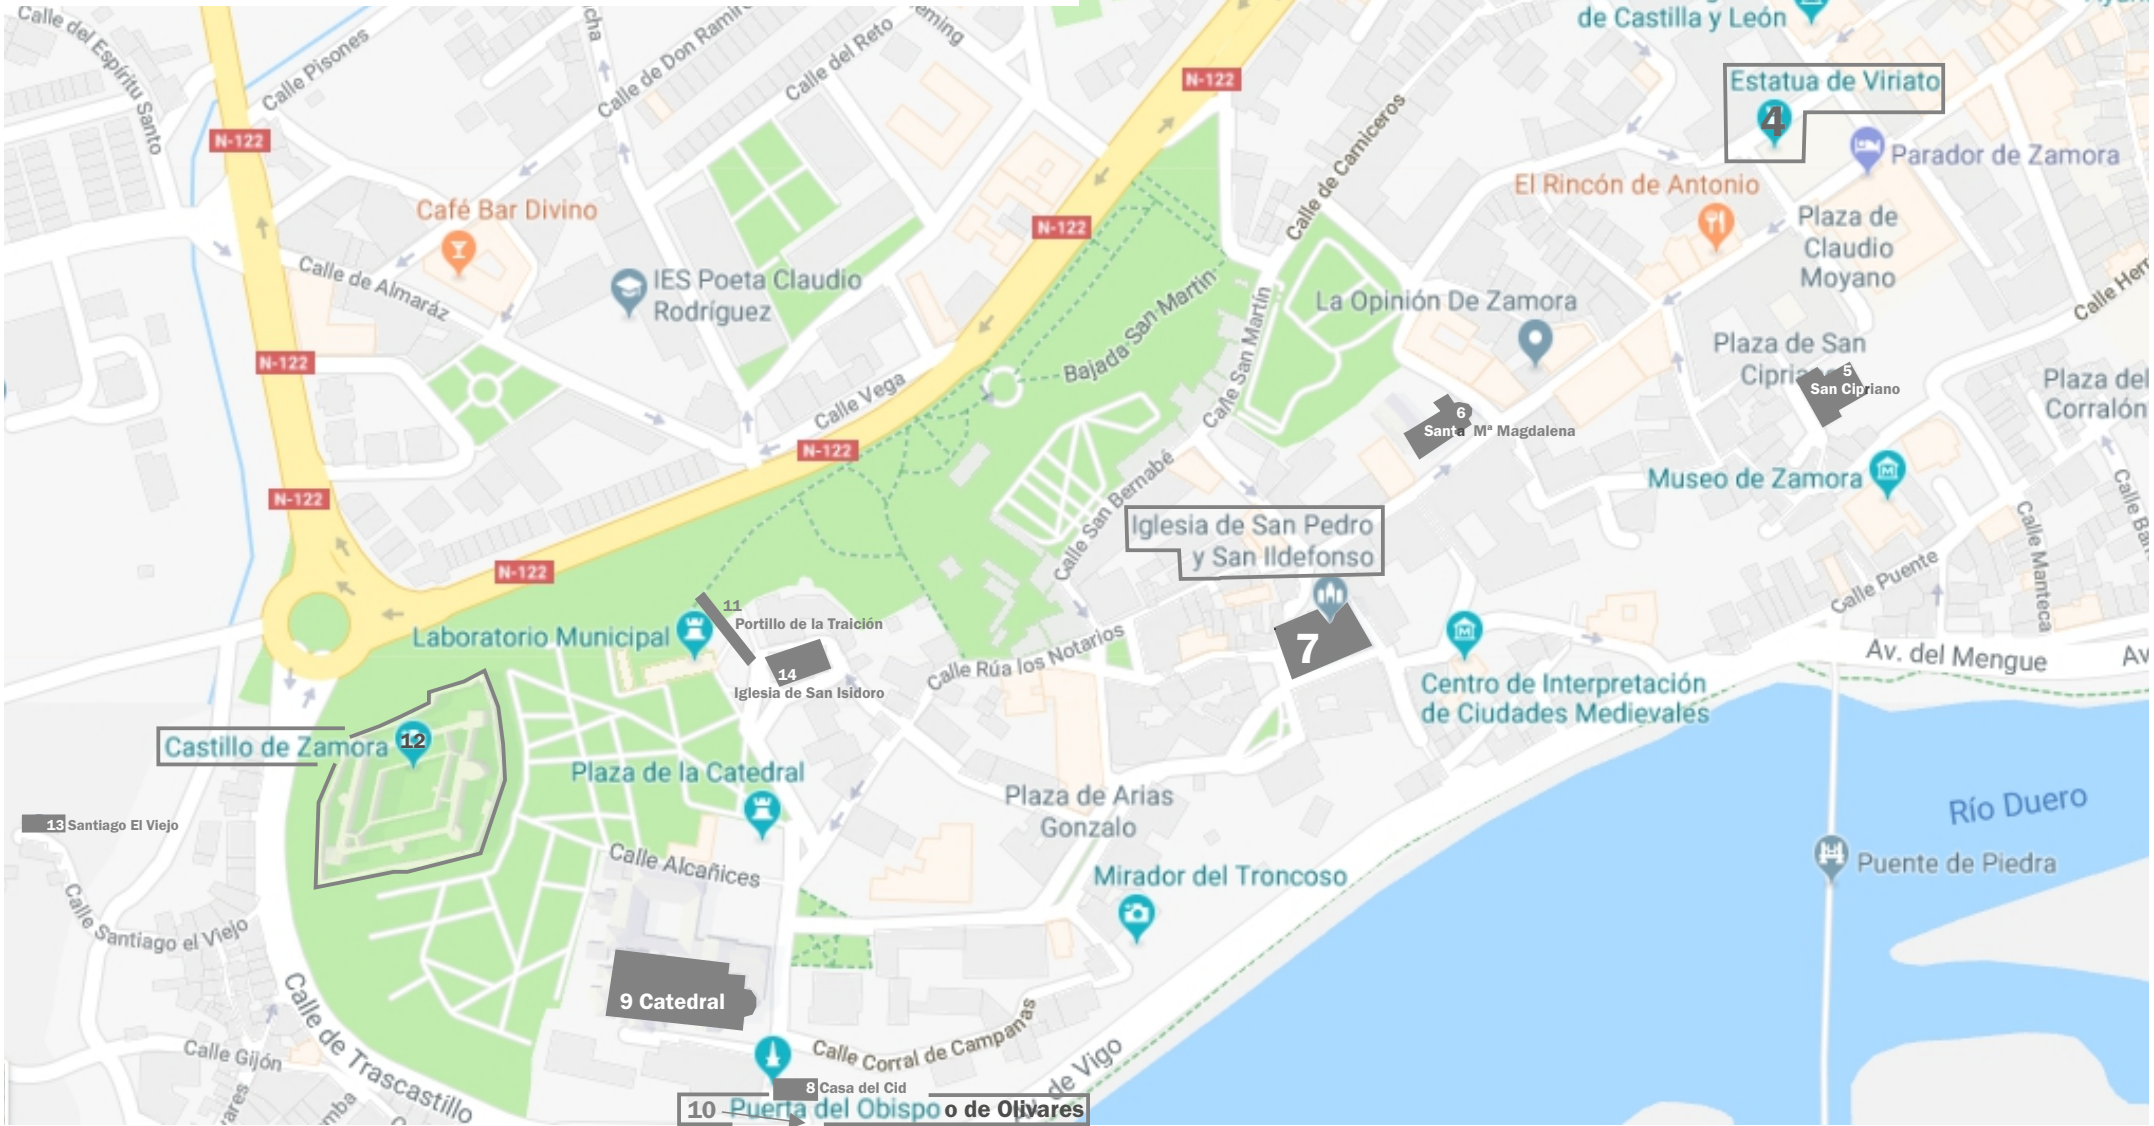 Calle del Espíritu Santo
Calle Pisones
Calle de Don Ramiro
Calle del Reto
N-122
de Castilla y León
Estatua de Viriato
4
N-122
Parador de Zamora
El Rincón de Antonio
Café Bar Divino
N-122
Calle de Carniceros
Plaza de
Claudio
Moyano
Calle de Almaráz
IES Poeta Claudio
Rodríguez
Bajada San Martín
Calle San Martín
La Opinión De Zamora
N-122
Calle Vega
Plaza de San
Cipriano
5
San Cipriano
Plaza del
Corralón
6
Santa Mª Magdalena
N-122
N-122
Museo de Zamora
Calle San Bernabé
Iglesia de San Pedro
y San Ildefonso
N-122
Calle Manteca
Calle Puente
11
Portillo de la Traición
Laboratorio Municipal
7
Calle Rúa los Notarios
Av. del Mengue
Av
14
Iglesia de San Isidoro
Centro de Interpretación
de Ciudades Medievales
Castillo de Zamora
12
Plaza de la Catedral
Plaza de Arias
Gonzalo
Río Duero
13 Santiago El Viejo
Calle Alcañices
Mirador del Troncoso
Puente de Piedra
Calle Santiago el Viejo
9 Catedral
Calle de Trascastillo
Calle Gijón
Calle Corral de Campanas
Av. de Vigo
8 Casa del Cid
10 Puerta del Obispo o de Olivares